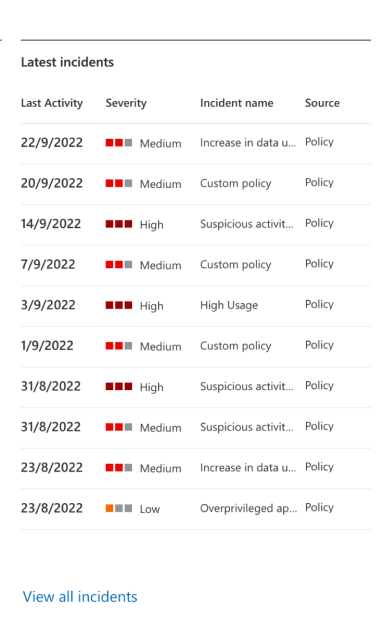 Latest incidents
Last Activity Severity Incident name Source
22/9/2022 Medium Increase in data u... Policy
20/9/2022 Medium Custom policy Policy
14/9/2022 High Suspicious activit... Policy
7/9/2022 Medium Custom policy Policy
3/9/2022 High High Usage Policy
1/9/2022 Medium Custom policy Policy
31/8/2022 High Suspicious activit... Policy
31/8/2022 Medium Suspicious activit... Policy
23/8/2022 Medium Increase in data u... Policy
23/8/2022 Low Overprivileged ap... Policy
View all incidents